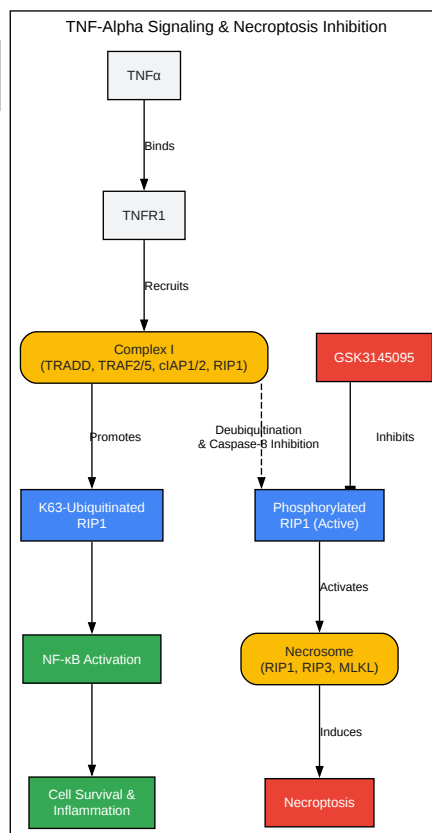 TNF-Alpha Signaling & Necroptosis Inhibition
TNFα
Binds
TNFR1
Recruits
Complex I
(TRADD, TRAF2/5, cIAP1/2, RIP1)
GSK3145095
Promotes
Deubiquitination
& Caspase-8 Inhibition
Inhibits
K63-Ubiquitinated
RIP1
Phosphorylated
RIP1 (Active)
Activates
NF-κB Activation
Necrosome
(RIP1, RIP3, MLKL)
Induces
Cell Survival &
Inflammation
Necroptosis